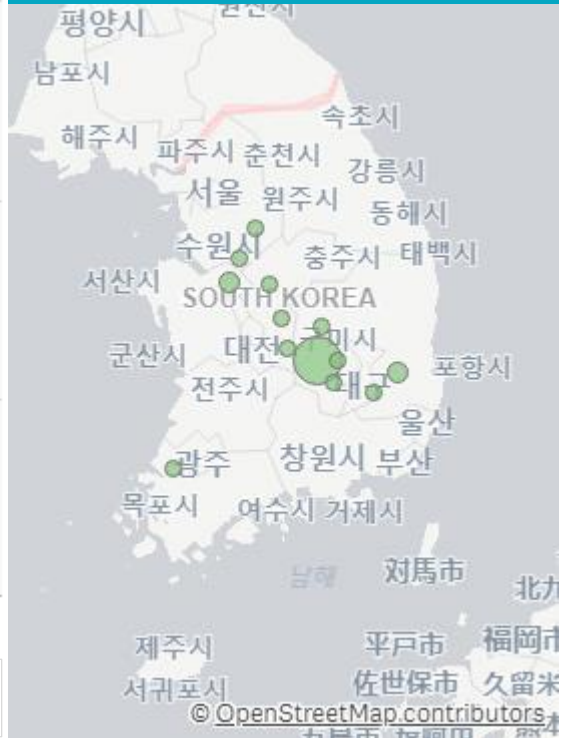 원산시
평양시
남포시
속초시
해주시
파주시 춘천시
강릉시
서울 원주시
동해시
수원시
충주시 태백시
서산시
SOUTH KOREA
구미시
대전
군산시
포항시
전주시
대구
울산
광주
창원시 부산
목포시
여수시 거제시
남해
対馬市
北九
제주시
平戸市 福岡市
서귀포시
佐世保市 久留米
© OpenStreetMap contributors